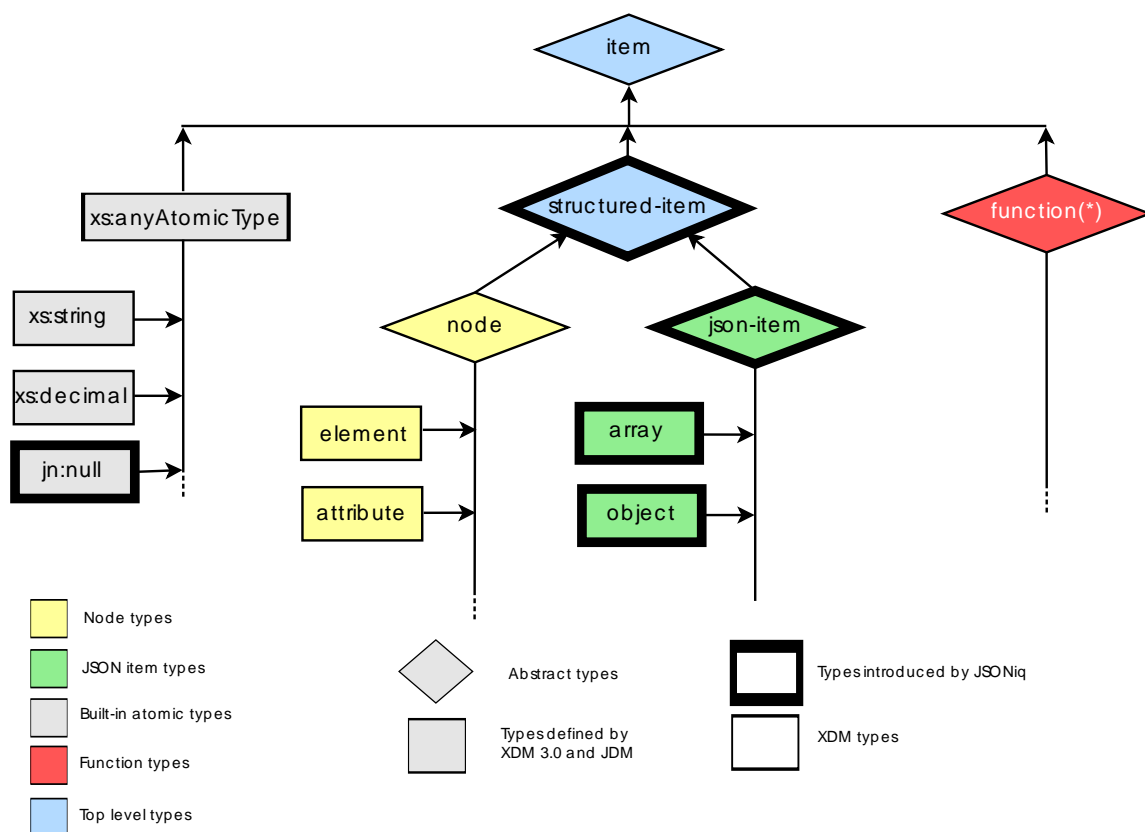 item
structured-item
xs:anyAtomicType
function(*)
xs:string
node
json-item
xs:decimal
element
array
jn:null
attribute
object
Node types
JSON item types
Built-in atomic types
Function types
Top level types
Abstract types
Types defined by
XDM 3.0 and JDM
Types introduced by JSONiq
XDM types